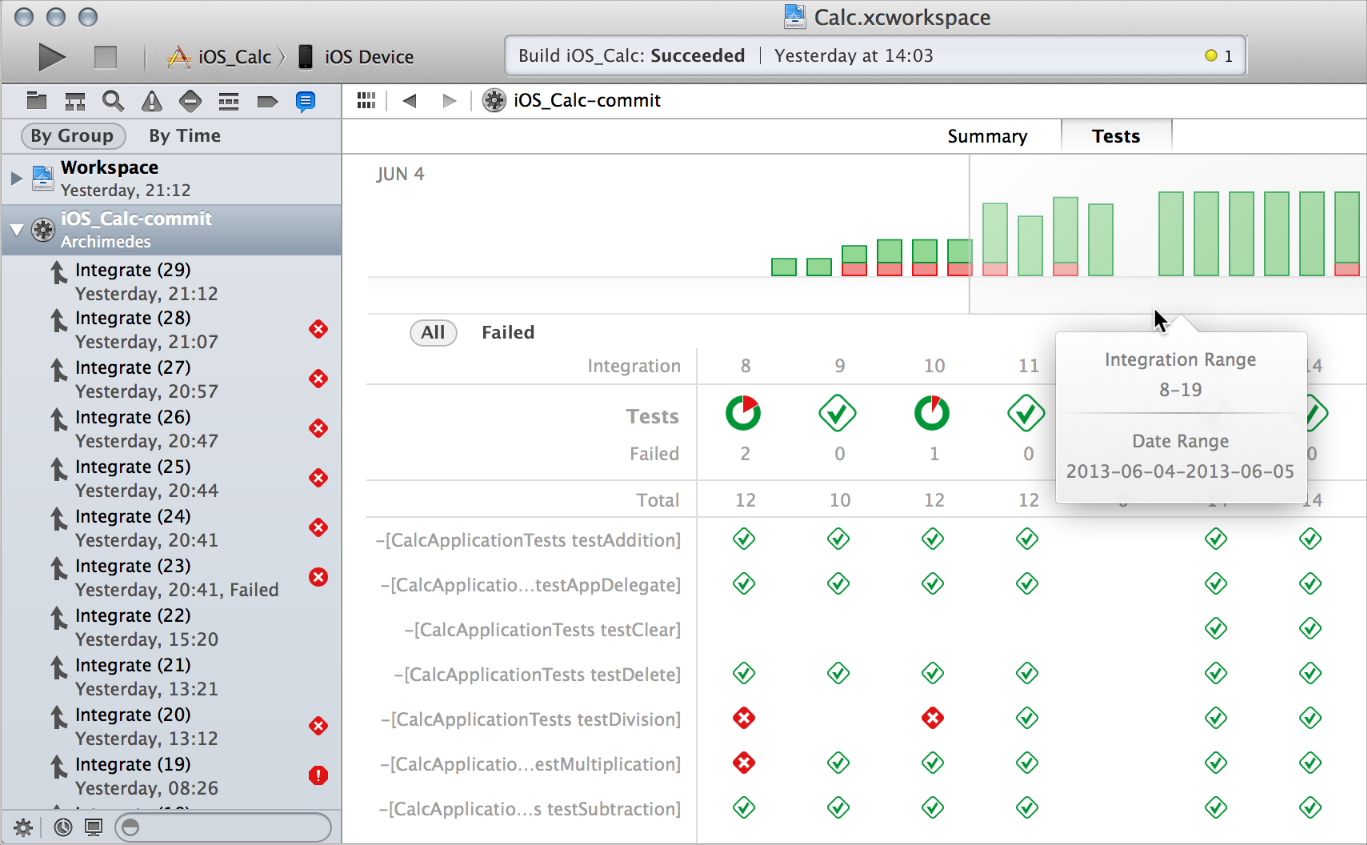 Calc.xcworkspace
iOS_Calc
iOS Device
Build iOS_Calc: Succeeded | Yesterday at 14:03
1
iOS_Calc-commit
By Group
By Time
Summary
Tests
Workspace
Yesterday, 21:12
iOS_Calc-commit
Archimedes
Integrate (29)
Yesterday, 21:12
Integrate (28)
Yesterday, 21:07
Integrate (27)
Yesterday, 20:57
Integrate (26)
Yesterday, 20:47
Integrate (25)
Yesterday, 20:44
Integrate (24)
Yesterday, 20:41
Integrate (23)
Yesterday, 20:41, Failed
Integrate (22)
Yesterday, 15:20
Integrate (21)
Yesterday, 13:21
Integrate (20)
Yesterday, 13:12
Integrate (19)
Yesterday, 08:26
JUN 4
All
Failed
Integration 8 9 10 11 14
Tests
Failed 2 0 1 0 0
Total 12 10 12 12 14
Integration Range
8-19
Date Range
2013-06-04-2013-06-05
-[CalcApplicationTests testAddition]
-[CalcApplicatio...testAppDelegate]
-[CalcApplicationTests testClear]
-[CalcApplicationTests testDelete]
-[CalcApplicationTests testDivision]
-[CalcApplicatio...estMultiplication]
-[CalcApplicatio...s testSubtraction]